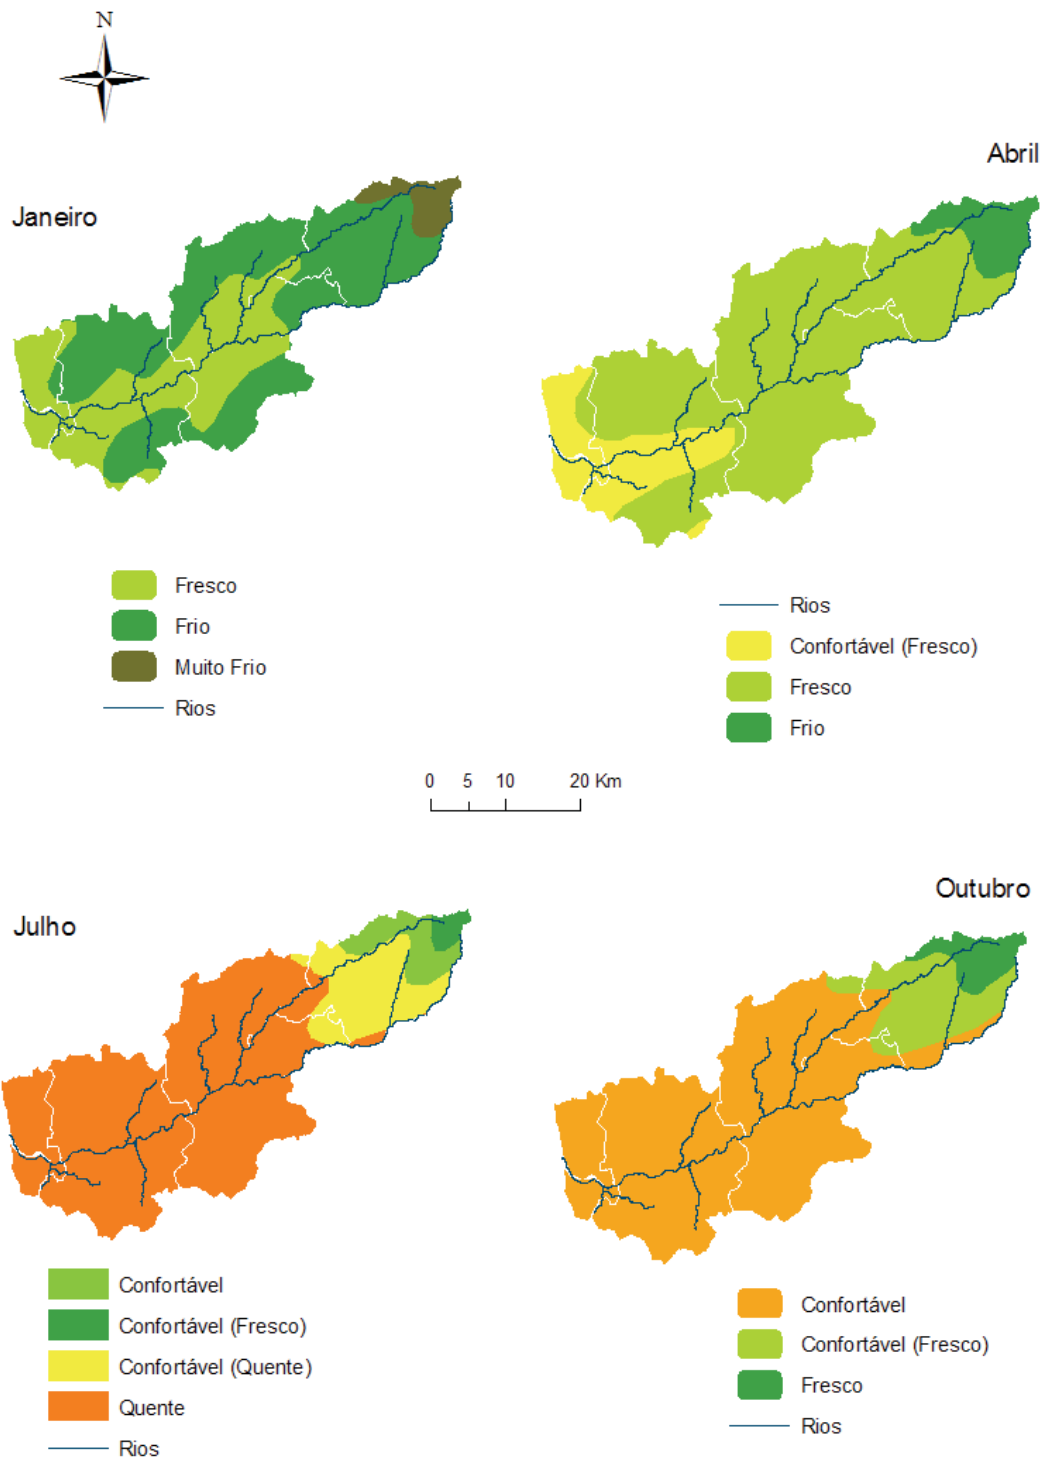 N
Abril
Janeiro
Fresco
Frio
Muito Frio
Rios
Rios
Confortável (Fresco)
Fresco
Frio
0 5 10 20 Km
Outubro
Julho
Confortável
Confortável (Fresco)
Confortável (Quente)
Quente
Rios
Confortável
Confortável (Fresco)
Fresco
Rios